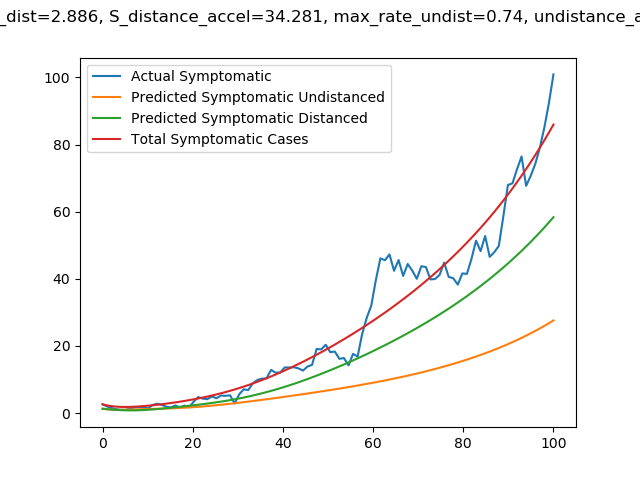 _dist=2.886, S_distance_accel=34.281, max_rate_undist=0.74, undistance_a
Actual Symptomatic
Predicted Symptomatic Undistanced
Predicted Symptomatic Distanced
Total Symptomatic Cases
100
80
60
40
20
0
0 20 40 60 80 100